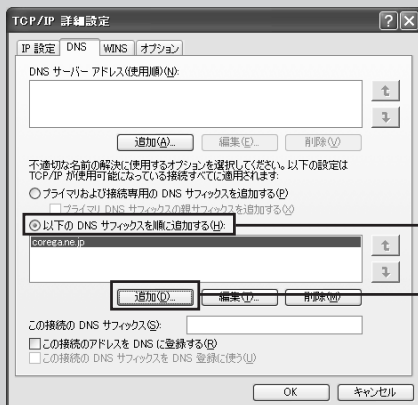 TCP/IP 詳細設定
IP 設定 DNS WINS オプション
DNS サーバー アドレス(使用順)(N):
追加(A)... 編集(E)... 削除(V)
不適切な名前の解決に使用するオプションを選択してください。以下の設定は
TCP/IP が使用可能になっている接続すべてに適用されます:
プライマリおよび接続専用の DNS サフィックスを追加する(P)
プライマリ DNS サフィックスの親サフィックスを追加する(X)
以下の DNS サフィックスを順に追加する(H):
corega.ne.jp
追加(D)... 編集(T)... 削除(M)
この接続の DNS サフィックス(S):
この接続のアドレスを DNS に登録する(R)
この接続の DNS サフィックスを DNS 登録に使う(U)
OK キャンセル